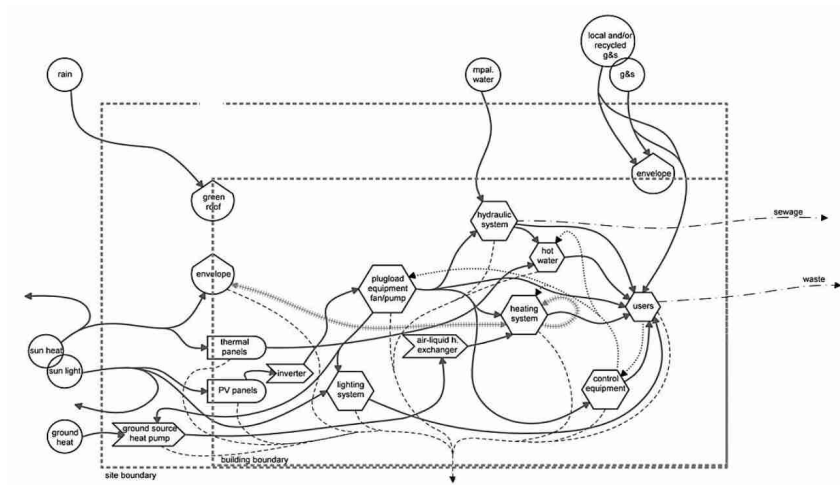 local and/or
recycled
g&s
g&s
rain
mpal.
water
envelope
green
roof
hydraulic
system
sewage
hot
water
envelope
plugload
equipment
fan/pump
waste
users
heating
system
sun heat
thermal
panels
air-liquid h.
exchanger
sun light
inverter
PV panels
lighting
system
control
equipment
ground
heat
ground source
heat pump
building boundary
site boundary